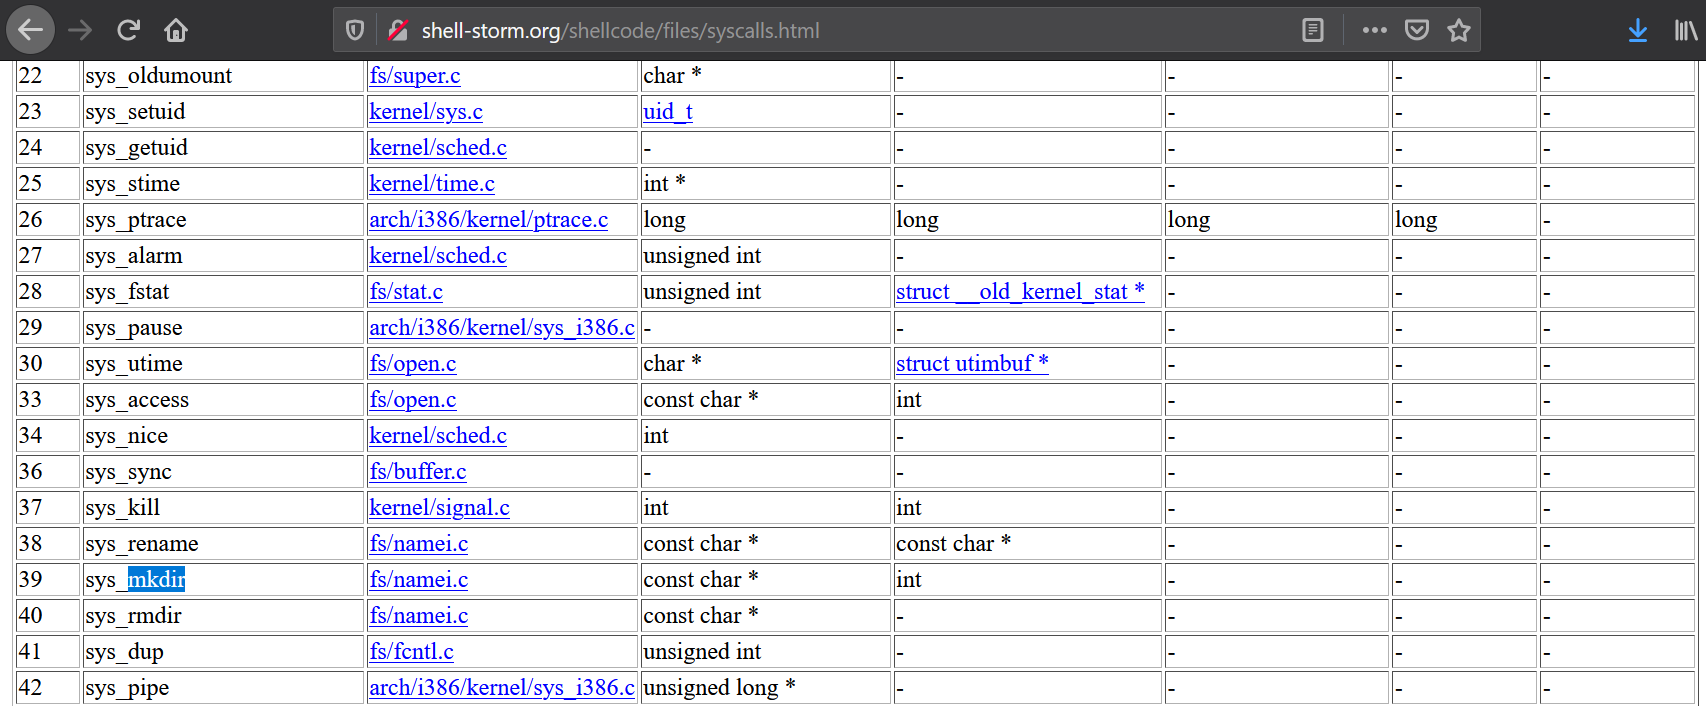 shell-storm.org/shellcode/files/syscalls.html
22 sys_oldumount fs/super.c char * - - - -
23 sys_setuid kernel/sys.c uid_t - - - -
24 sys_getuid kernel/sched.c - - - - -
25 sys_stime kernel/time.c int * - - - -
26 sys_ptrace arch/i386/kernel/ptrace.c long long long long -
27 sys_alarm kernel/sched.c unsigned int - - - -
28 sys_fstat fs/stat.c unsigned int struct __old_kernel_stat * - - -
29 sys_pause arch/i386/kernel/sys_i386.c - - - - -
30 sys_utime fs/open.c char * struct utimbuf * - - -
33 sys_access fs/open.c const char * int - - -
34 sys_nice kernel/sched.c int - - - -
36 sys_sync fs/buffer.c - - - - -
37 sys_kill kernel/signal.c int int - - -
38 sys_rename fs/namei.c const char * const char * - - -
39 sys_mkdir fs/namei.c const char * int - - -
40 sys_rmdir fs/namei.c const char * - - - -
41 sys_dup fs/fcntl.c unsigned int - - - -
42 sys_pipe arch/i386/kernel/sys_i386.c unsigned long * - - - -